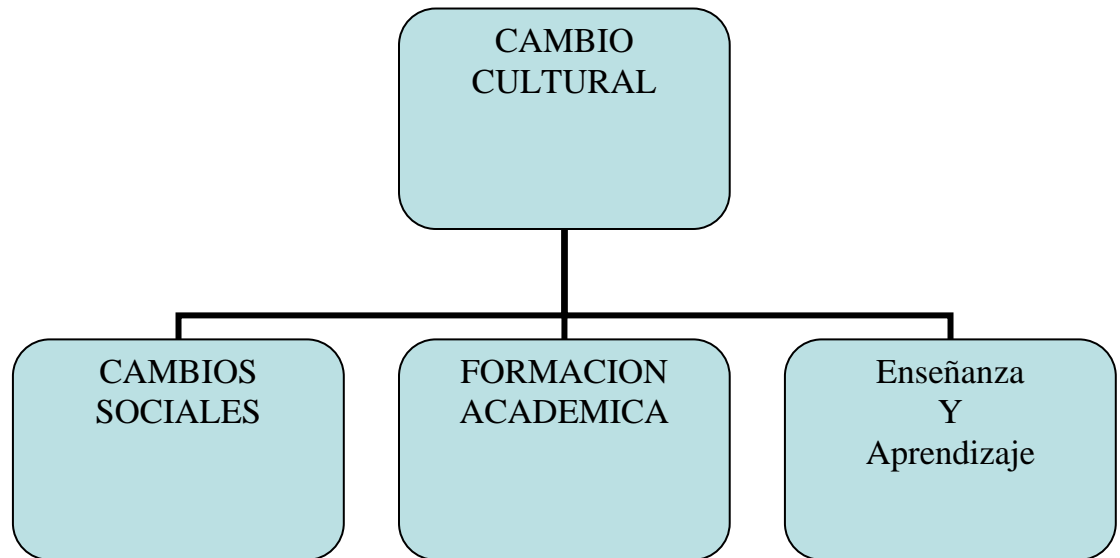 CAMBIO
CULTURAL
CAMBIOS
SOCIALES
FORMACION
ACADEMICA
Enseñanza
Y
Aprendizaje